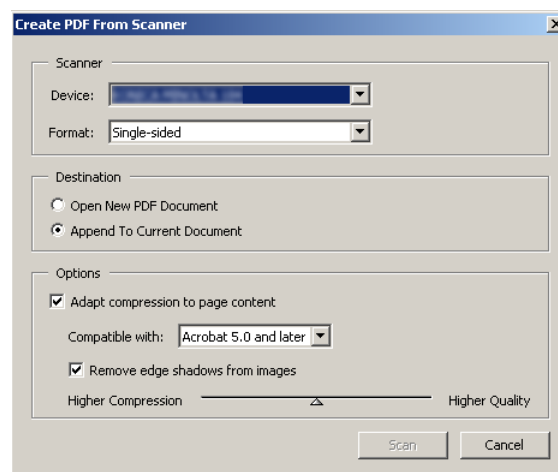 Create PDF From Scanner
Scanner
Device:
Format: Single-sided
Destination
Open New PDF Document
Append To Current Document
Options
Adapt compression to page content
Compatible with: Acrobat 5.0 and later
Remove edge shadows from images
Higher Compression Higher Quality
Scan Cancel